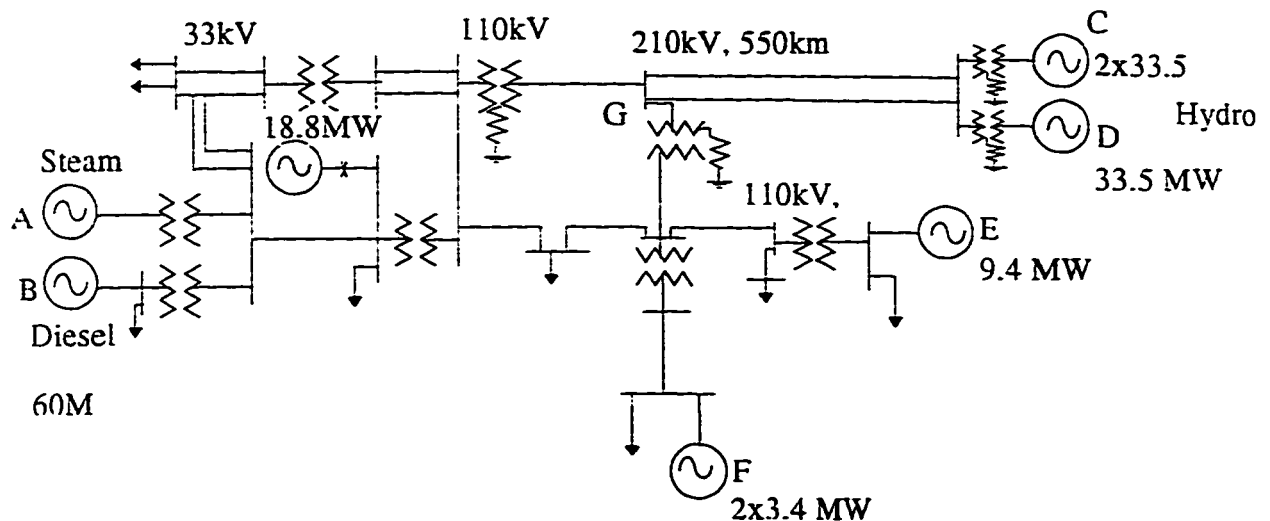 33kV
110kV
210kV, 550km
C
2x33.5
Hydro
G
18.8MW
D
33.5 MW
Steam
A
110kV,
E
9.4 MW
B
Diesel
60M
F
2x3.4 MW